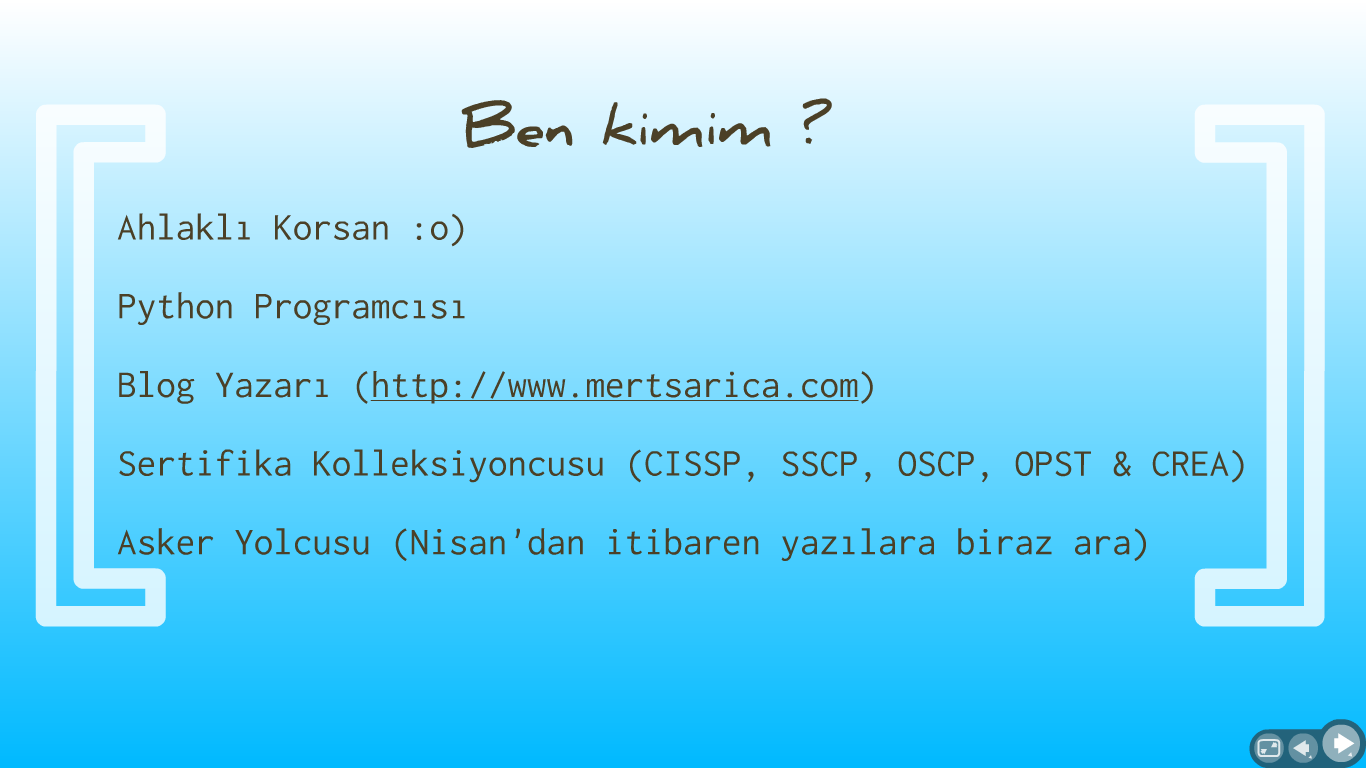 Ben kimim ?
Ahlaklı Korsan :o)
Python Programcısı
Blog Yazarı (http://www.mertsarica.com)
Sertifika Kolleksiyoncusu (CISSP, SSCP, OSCP, OPST & CREA)
Asker Yolcusu (Nisan'dan itibaren yazılara biraz ara)